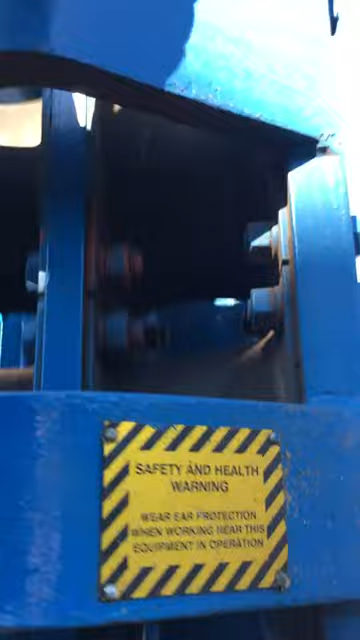 SAFETY AND HEALTH
WARNING
WEAR EAR PROTECTION
WHEN WORKING NEAR THIS
EQUIPMENT IN OPERATION